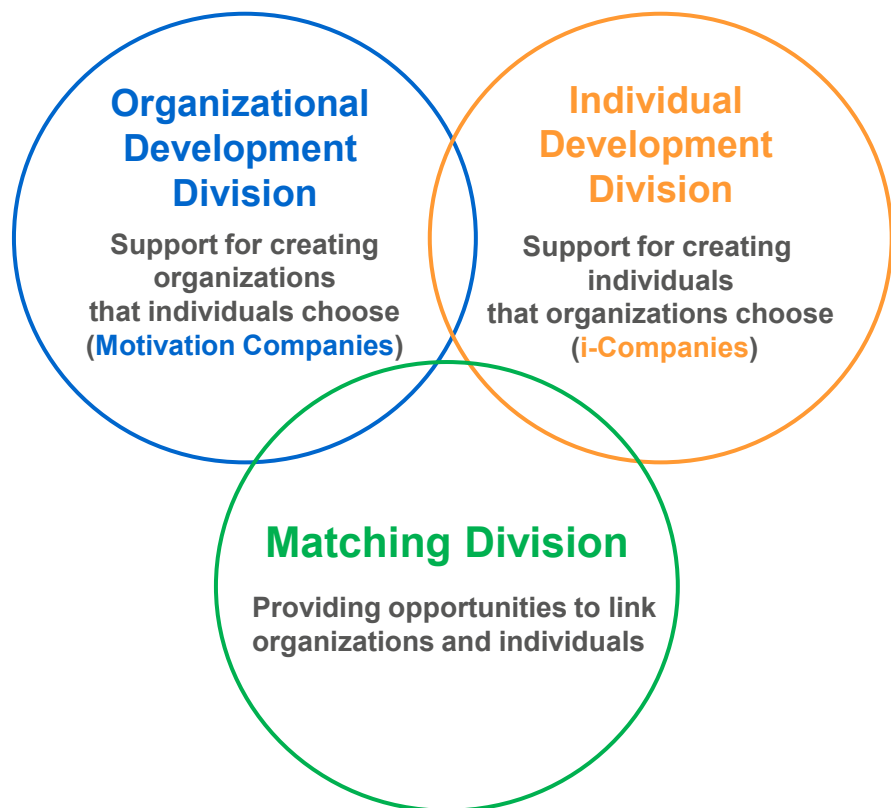 Organizational
Development
Division
Support for creating
organizations
that individuals choose
(Motivation Companies)
Individual
Development
Division
Support for creating
individuals
that organizations choose
(i-Companies)
Matching Division
Providing opportunities to link
organizations and individuals